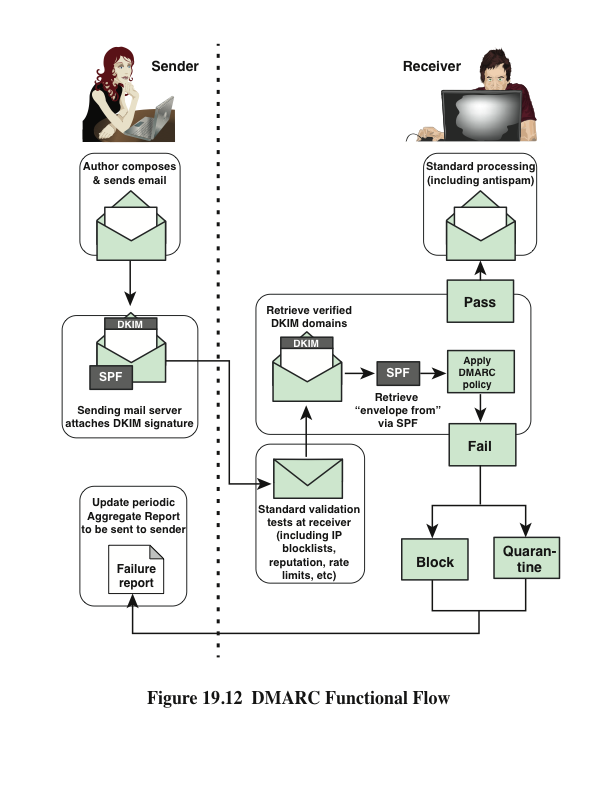 Sender
Receiver
Author composes
& sends email
Standard processing
(including antispam)
Pass
DKIM
SPF
Sending mail server
attaches DKIM signature
Retrieve verified
DKIM domains
DKIM
SPF
Retrieve
“envelope from”
via SPF
Apply
DMARC
policy
Fail
Standard validation
tests at receiver
(including IP
blocklists,
reputation, rate
limits, etc)
Block
Quaran-
tine
Update periodic
Aggregate Report
to be sent to sender
Failure
report
Figure 19.12 DMARC Functional Flow